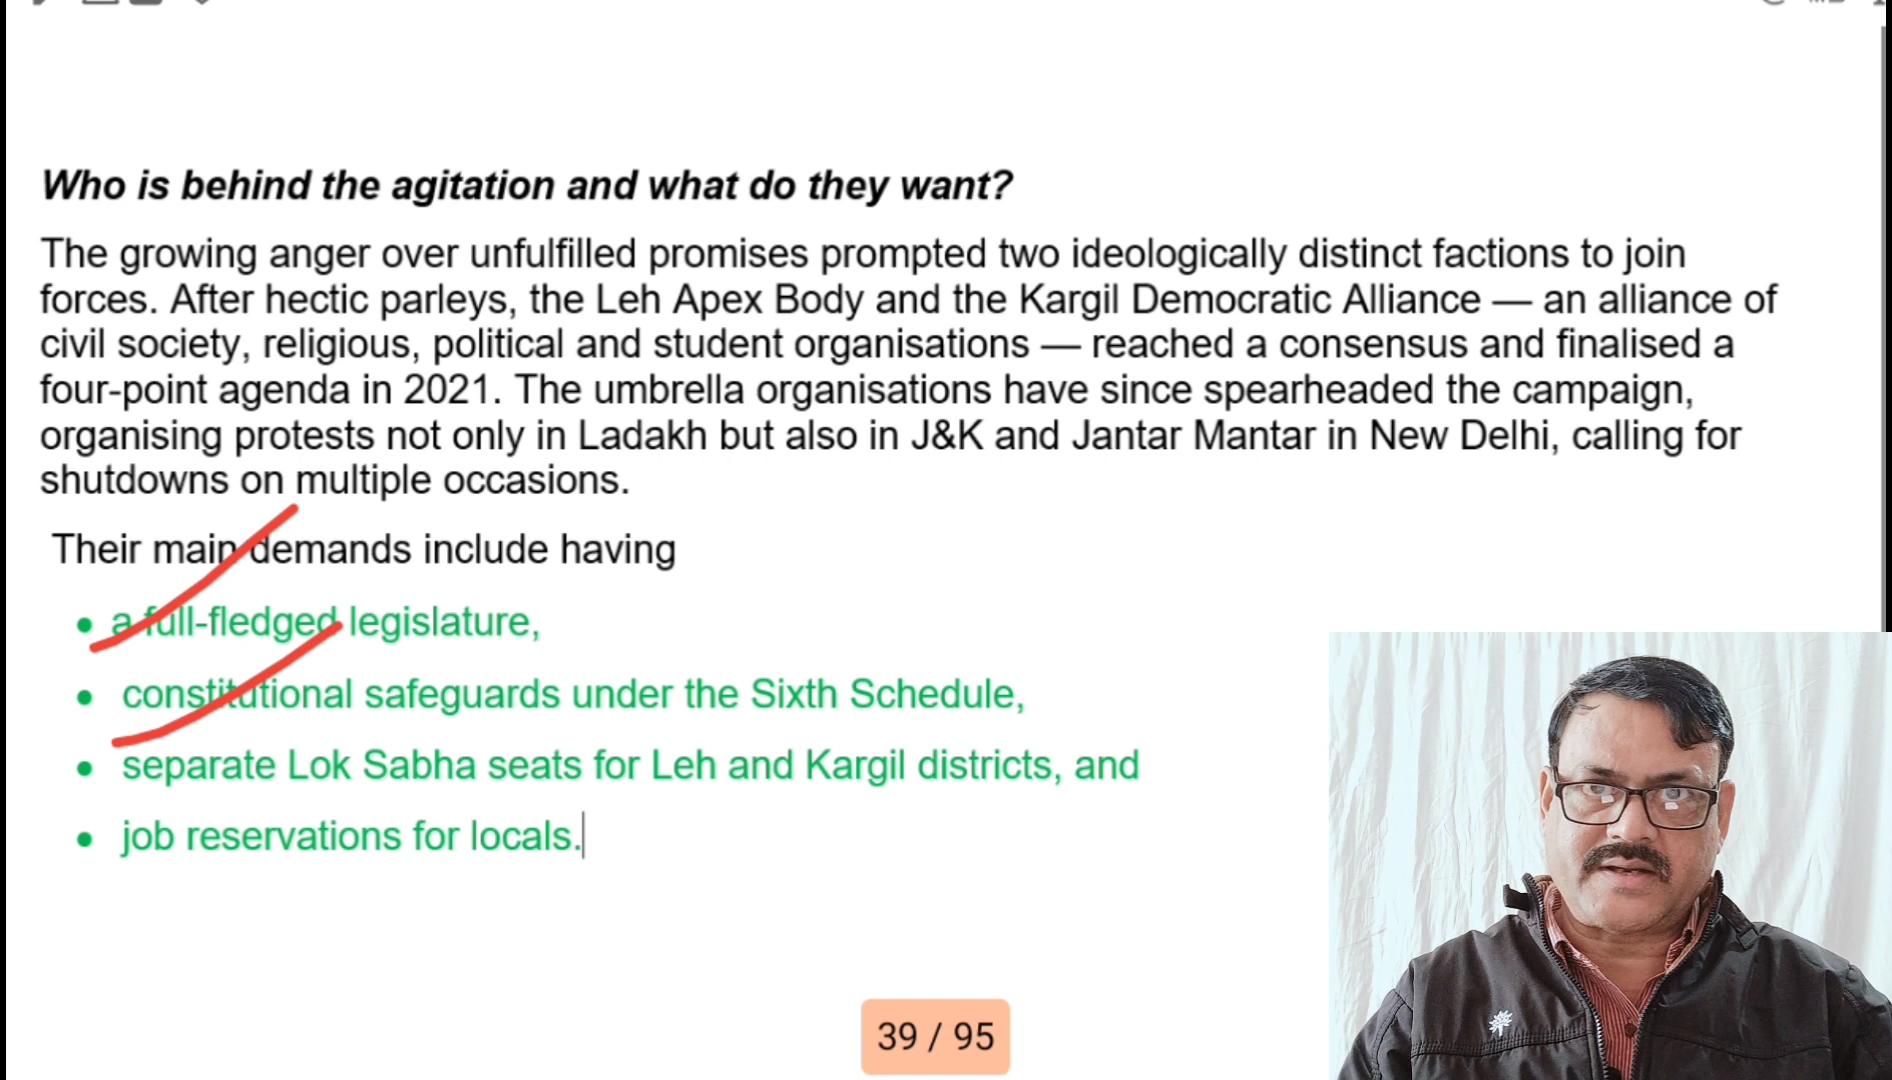 Who is behind the agitation and what do they want?
The growing anger over unfulfilled promises prompted two ideologically distinct factions to join
forces. After hectic parleys, the Leh Apex Body and the Kargil Democratic Alliance — an alliance of
civil society, religious, political and student organisations — reached a consensus and finalised a
four-point agenda in 2021. The umbrella organisations have since spearheaded the campaign,
organising protests not only in Ladakh but also in J&K and Jantar Mantar in New Delhi, calling for
shutdowns on multiple occasions.
Their main demands include having
• a full-fledged legislature,
• constitutional safeguards under the Sixth Schedule,
• separate Lok Sabha seats for Leh and Kargil districts, and
• job reservations for locals.
39 / 95